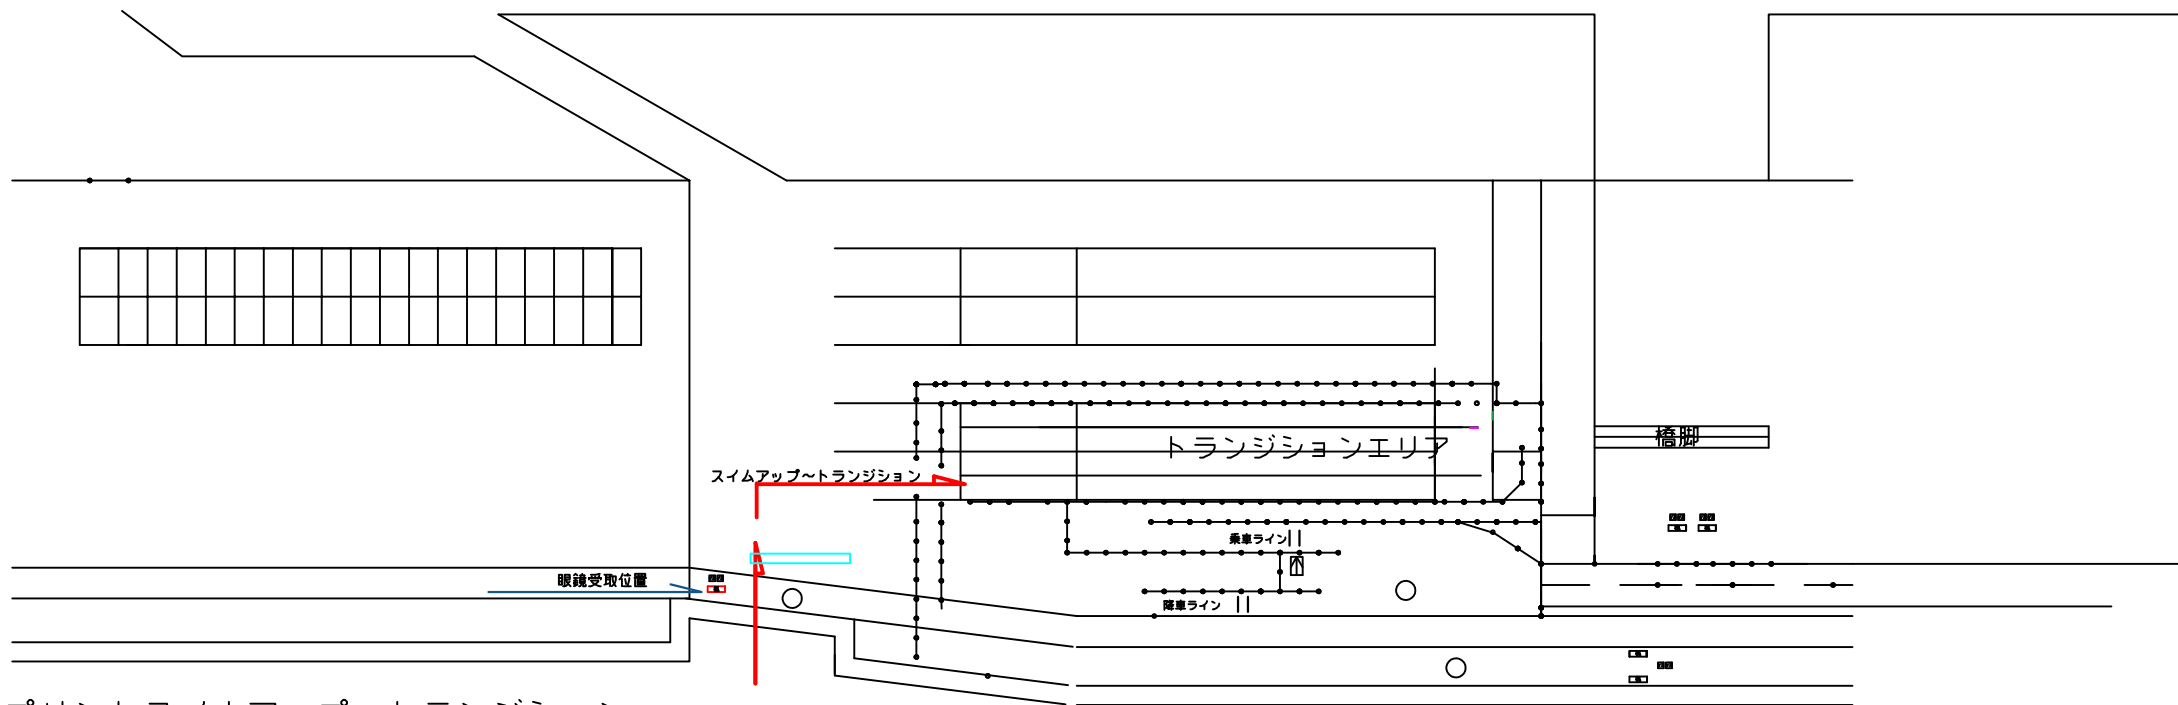 橋脚
トランジションエリア
スイムアップ～トランジション
乗車ライン
眼鏡受取位置
降車ライン